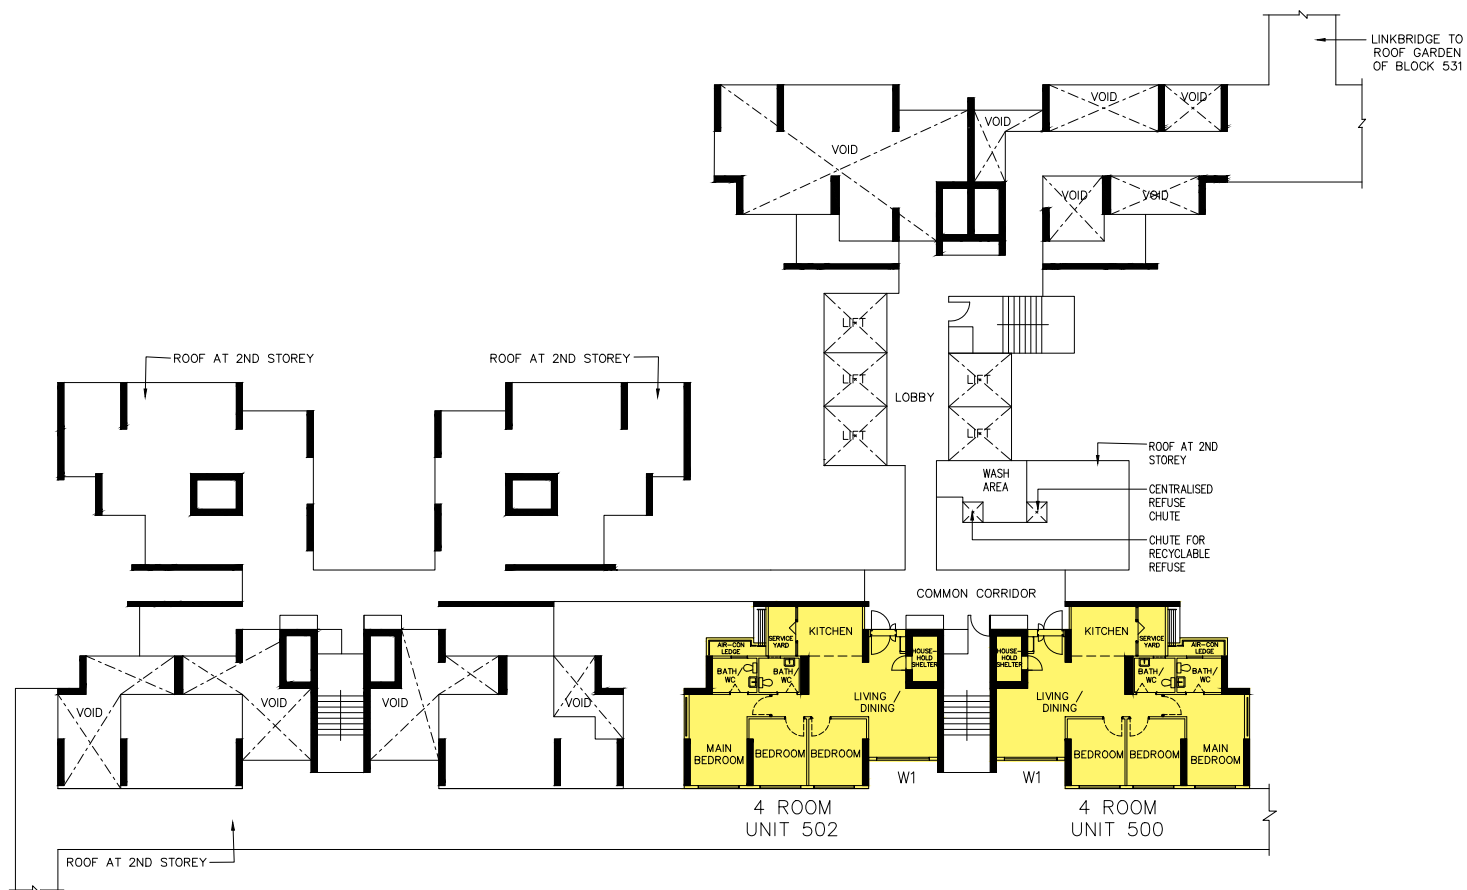 LINKBRIDGE TO
ROOF GARDEN
OF BLOCK 531
VOID
VOID
VOID
VOID
VOID
VOID
LIFT
LIFT
LIFT
LIFT
LIFT
LOBBY
ROOF AT 2ND STOREY
ROOF AT 2ND STOREY
ROOF AT 2ND
STOREY
WASH
AREA
CENTRALISED
REFUSE
CHUTE
CHUTE FOR
RECYCLABLE
REFUSE
COMMON CORRIDOR
KITCHEN
SERVICE
YARD
AIR-CON
LEDGE
BATH/
WC
BATH/
WC
HOUSE-
HOLD
SHELTER
LIVING /
DINING
MAIN
BEDROOM
BEDROOM
BEDROOM
W1
4 ROOM
UNIT 502
HOUSE-
HOLD
SHELTER
KITCHEN
SERVICE
YARD
AIR-CON
LEDGE
BATH/
WC
BATH/
WC
LIVING /
DINING
BEDROOM
BEDROOM
MAIN
BEDROOM
W1
4 ROOM
UNIT 500
VOID
VOID
VOID
VOID
ROOF AT 2ND STOREY